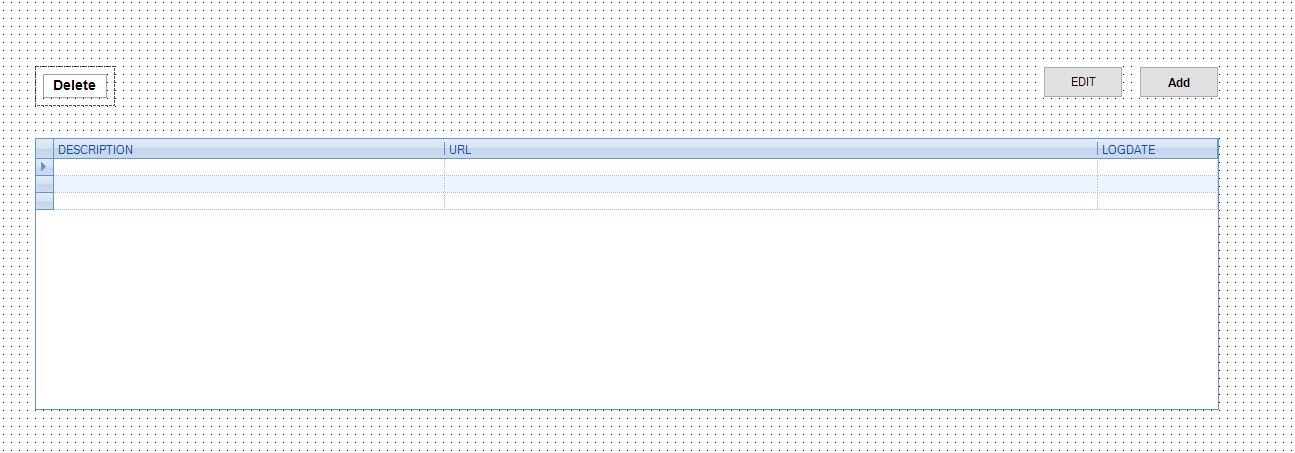 Delete EDIT Add
DESCRIPTION URL LOGDATE